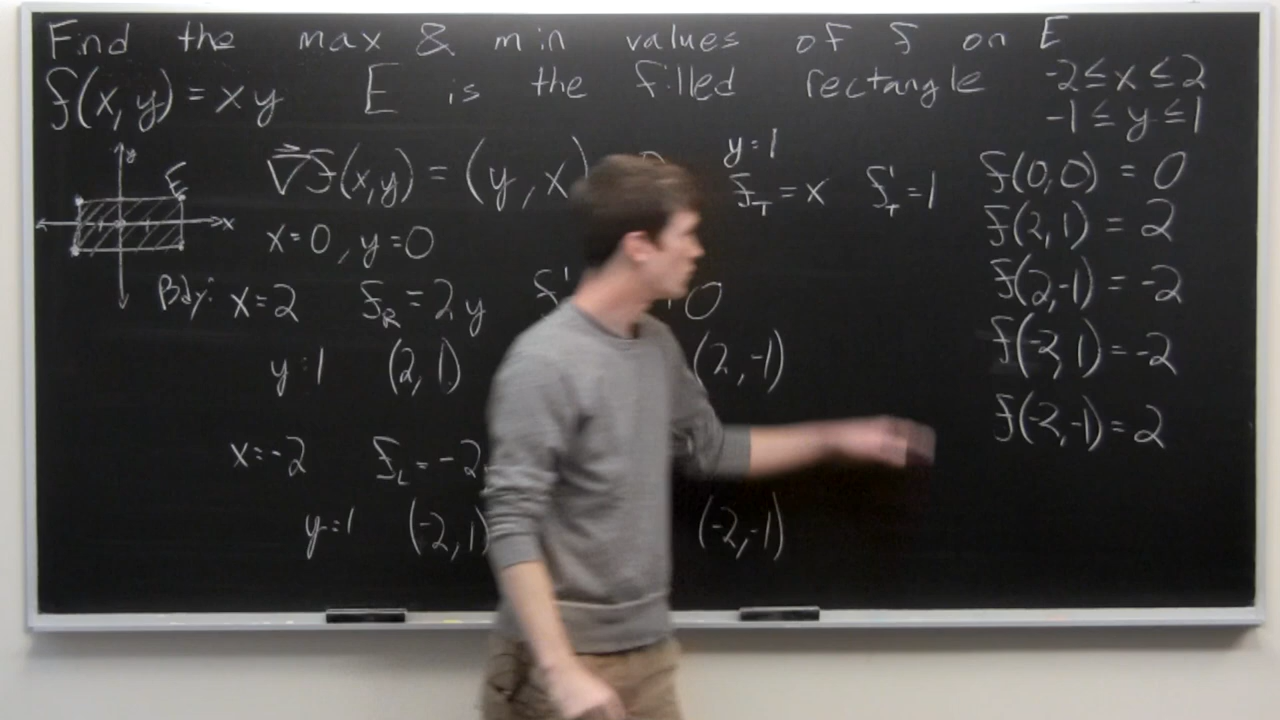 Find the max & min values of f on E
f(x,y) = xy E is the filled rectangle -2≤x≤2
-1≤y≤1
y
E
x
∇f(x,y) = (y,x)
x=0, y=0
y=1
f_T = x f'_T = 1
Bdy: x=2 f_R = 2y f' ≠0
y=1 (2,1) (2,-1)
x=-2 f_L = -2
y=1 (-2,1) (-2,-1)
f(0,0) = 0
f(2,1) = 2
f(2,-1) = -2
f(-2,1) = -2
f(-2,-1) = 2